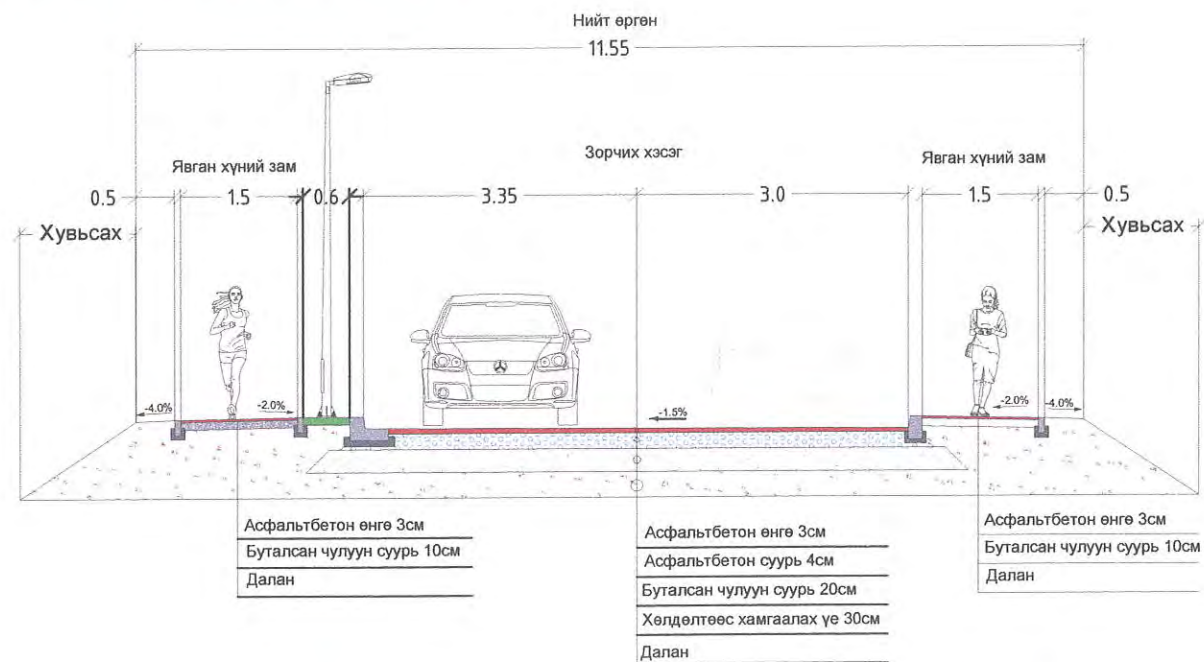 Нийт өргөн
11.55
Зорчих хэсэг
Явган хүний зам
Явган хүний зам
0.5
1.5
0.6
3.35
3.0
1.5
0.5
Хувьсах
Хувьсах
-4.0%
-2.0%
-1.5%
-2.0%
-4.0%
Асфальтбетон өнгө 3см
Буталсан чулуун суурь 10см
Далан
Асфальтбетон өнгө 3см
Асфальтбетон суурь 4см
Буталсан чулуун суурь 20см
Хөлдөлтөөс хамгаалах үе 30см
Далан
Асфальтбетон өнгө 3см
Буталсан чулуун суурь 10см
Далан